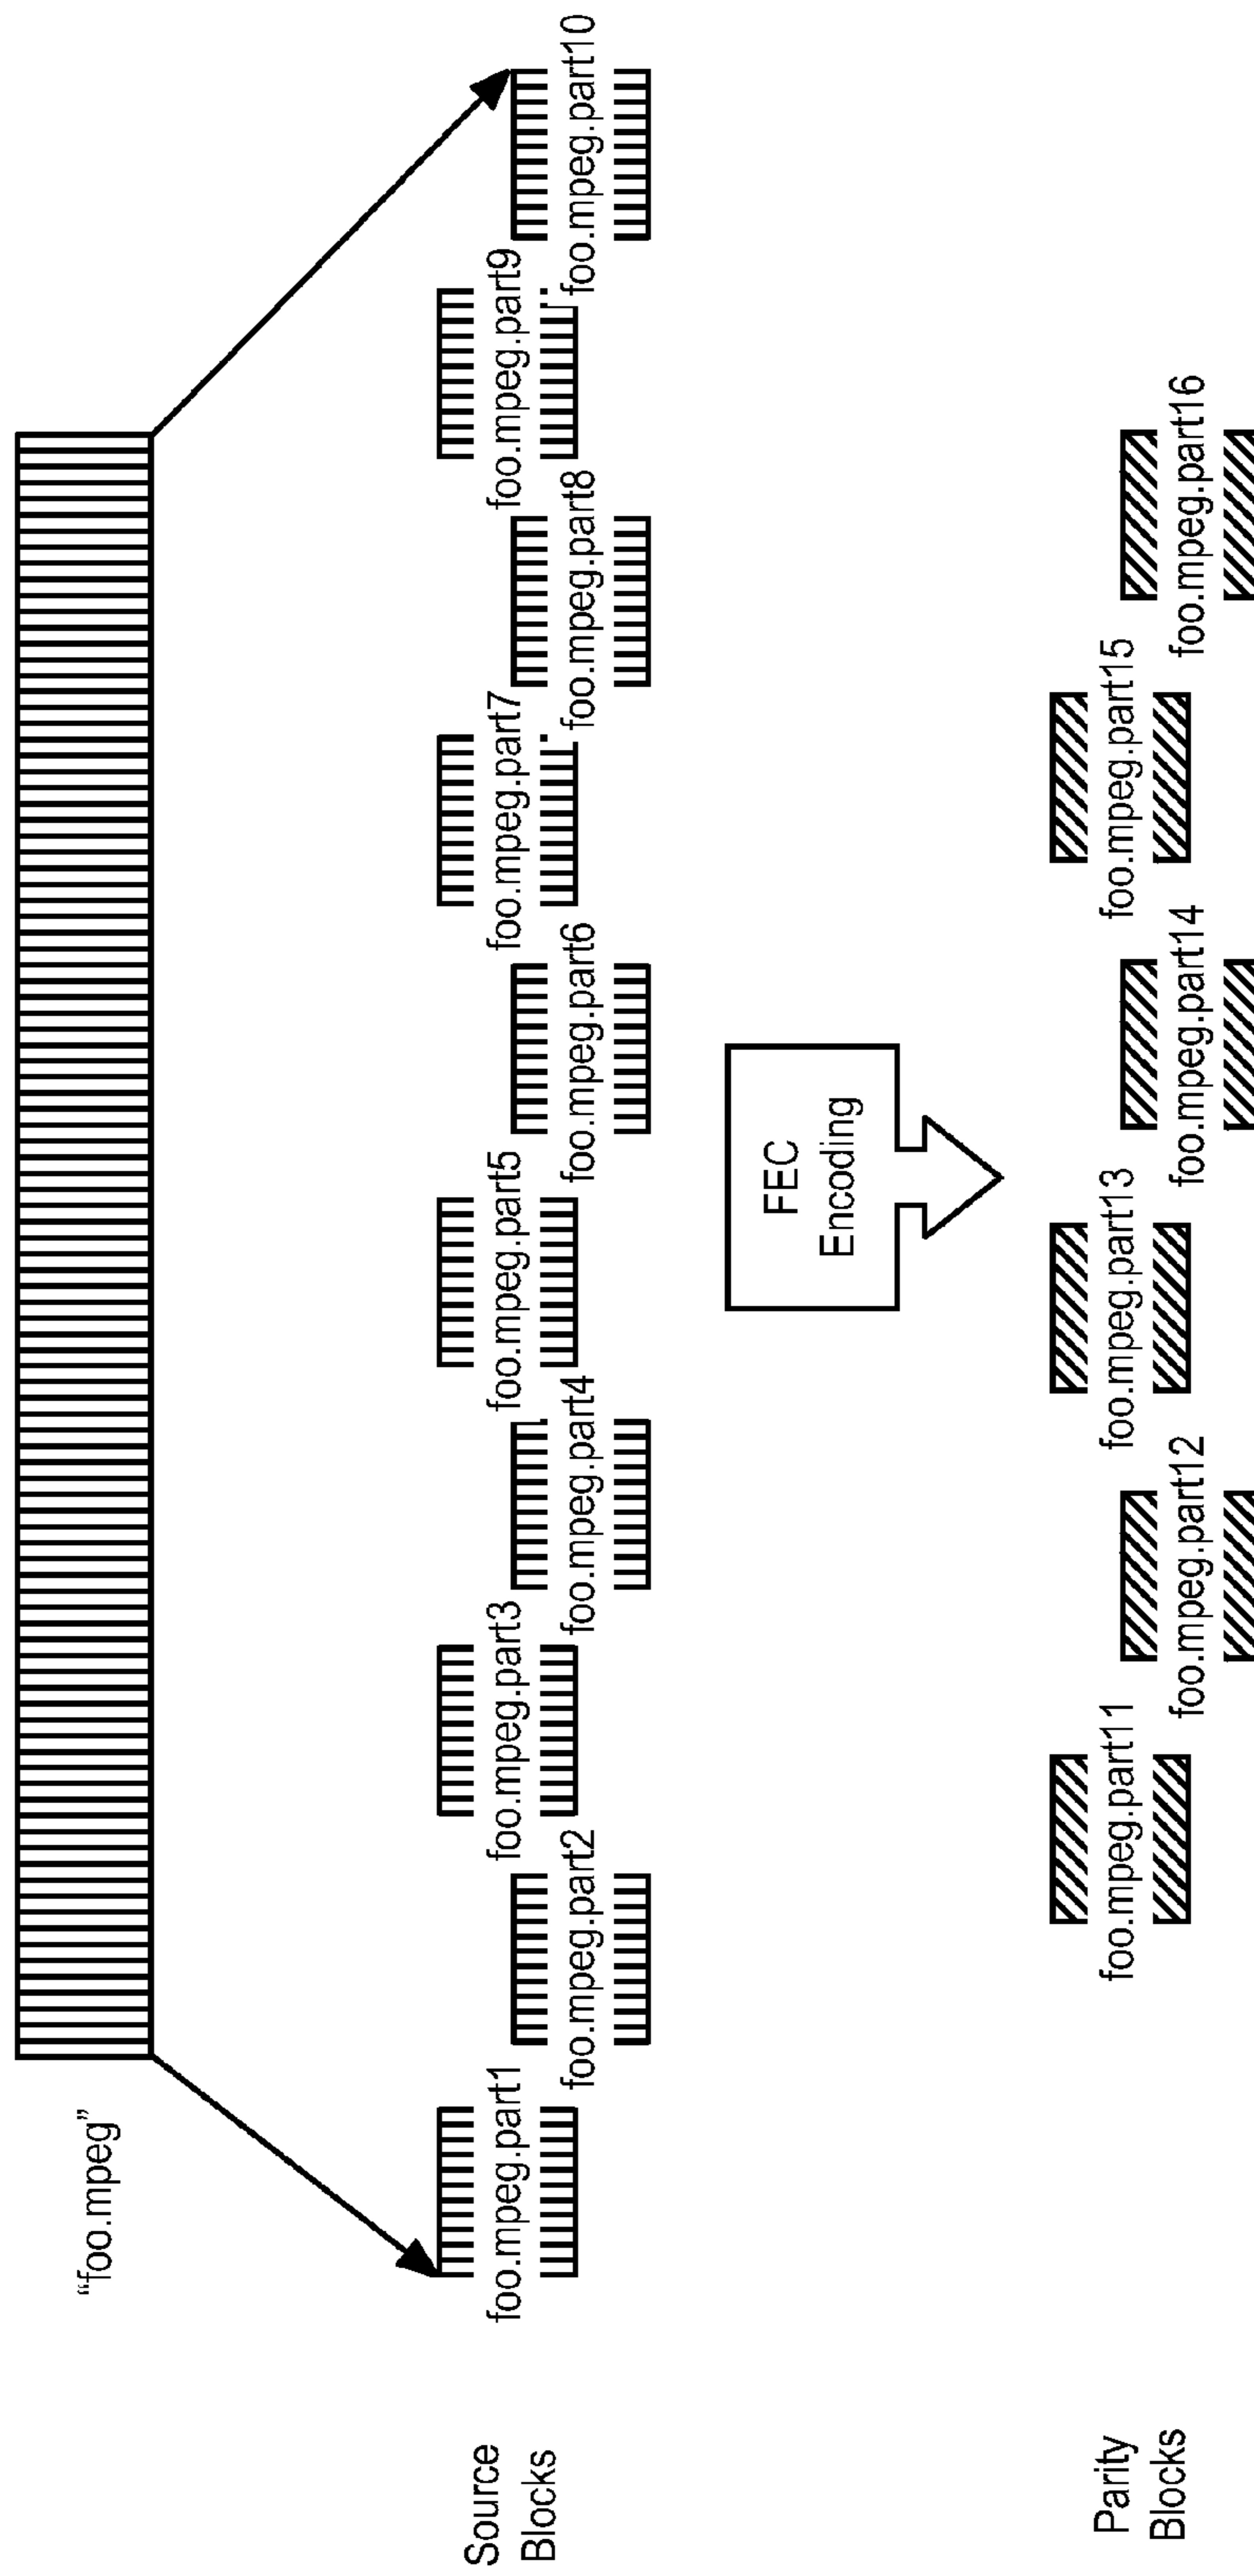 “foo.mpeg”
Source
Blocks
foo.mpeg.part1
foo.mpeg.part2
foo.mpeg.part3
foo.mpeg.part4
foo.mpeg.part5
foo.mpeg.part6
foo.mpeg.part7
foo.mpeg.part8
foo.mpeg.part9
foo.mpeg.part10
FEC
Encoding
Parity
Blocks
foo.mpeg.part11
foo.mpeg.part12
foo.mpeg.part13
foo.mpeg.part14
foo.mpeg.part15
foo.mpeg.part16